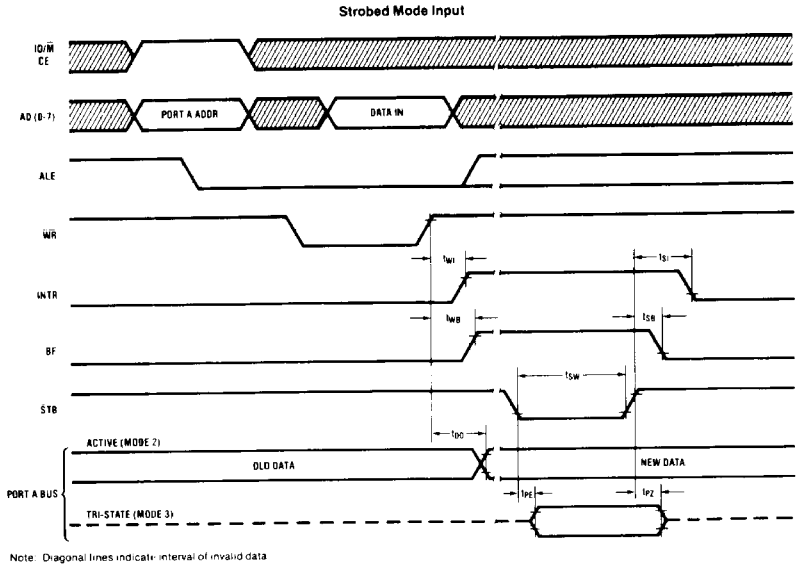 Strobed Mode Input
IO/M̅
CE
AD (0-7)
PORT A ADDR
DATA IN
ALE
W̅R̅
tWI
tSI
INTR
tWB
tSB
BF
tSW
S̅T̅B̅
tDO
ACTIVE (MODE 2)
OLD DATA
NEW DATA
PORT A BUS
tPE
tPZ
TRI-STATE (MODE 3)
Note: Diagonal lines indicate interval of invalid data